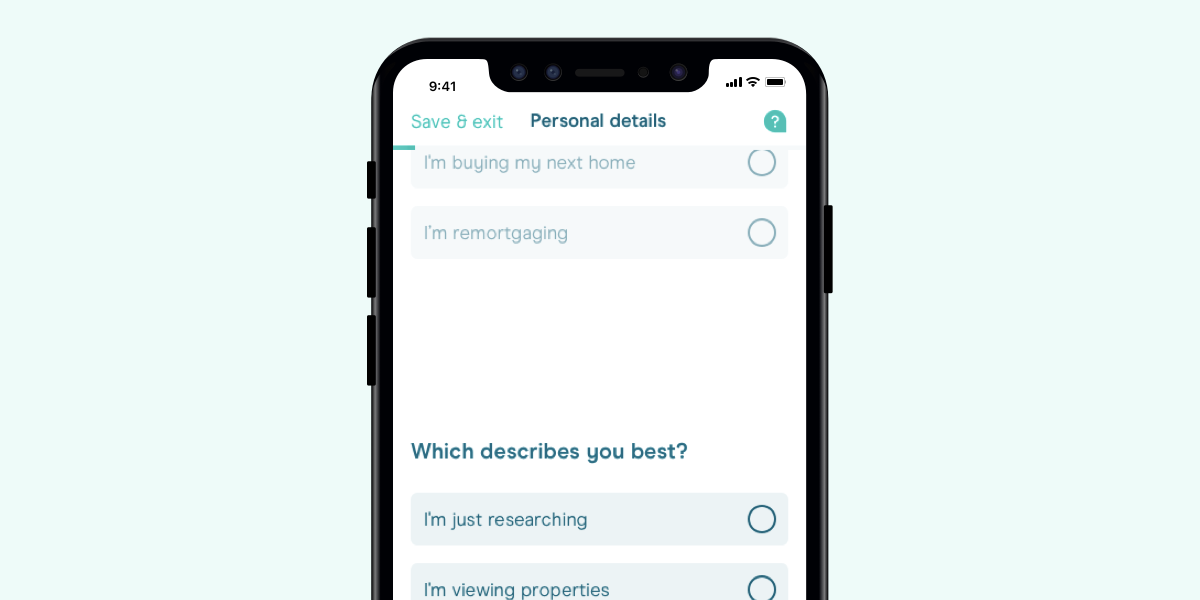 9:41
Save & exit Personal details ?
I'm buying my next home
I'm remortgaging
Which describes you best?
I'm just researching
I'm viewing properties